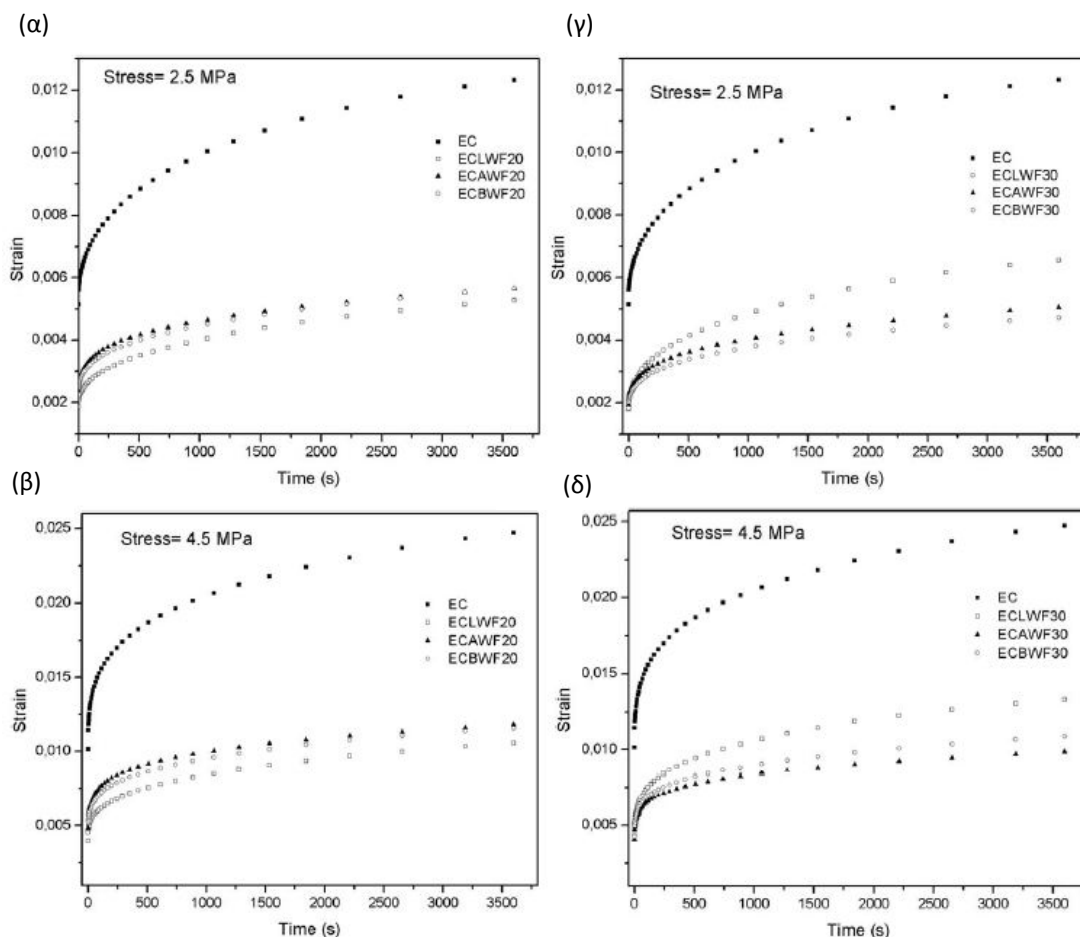 (α)
Stress= 2.5 MPa
0,012
0,010
0,008
0,006
0,004
0,002
Strain
EC
ECLWF20
ECAWF20
ECBWF20
0 500 1000 1500 2000 2500 3000 3500
Time (s)
(γ)
Stress= 2.5 MPa
0,012
0,010
0,008
0,006
0,004
0,002
Strain
EC
ECLWF30
ECAWF30
ECBWF30
0 500 1000 1500 2000 2500 3000 3500
Time (s)
(β)
Stress= 4.5 MPa
0,025
0,020
0,015
0,010
0,005
Strain
EC
ECLWF20
ECAWF20
ECBWF20
0 500 1000 1500 2000 2500 3000 3500
Time (s)
(δ)
Stress= 4.5 MPa
0,025
0,020
0,015
0,010
0,005
Strain
EC
ECLWF30
ECAWF30
ECBWF30
0 500 1000 1500 2000 2500 3000 3500
Time (s)